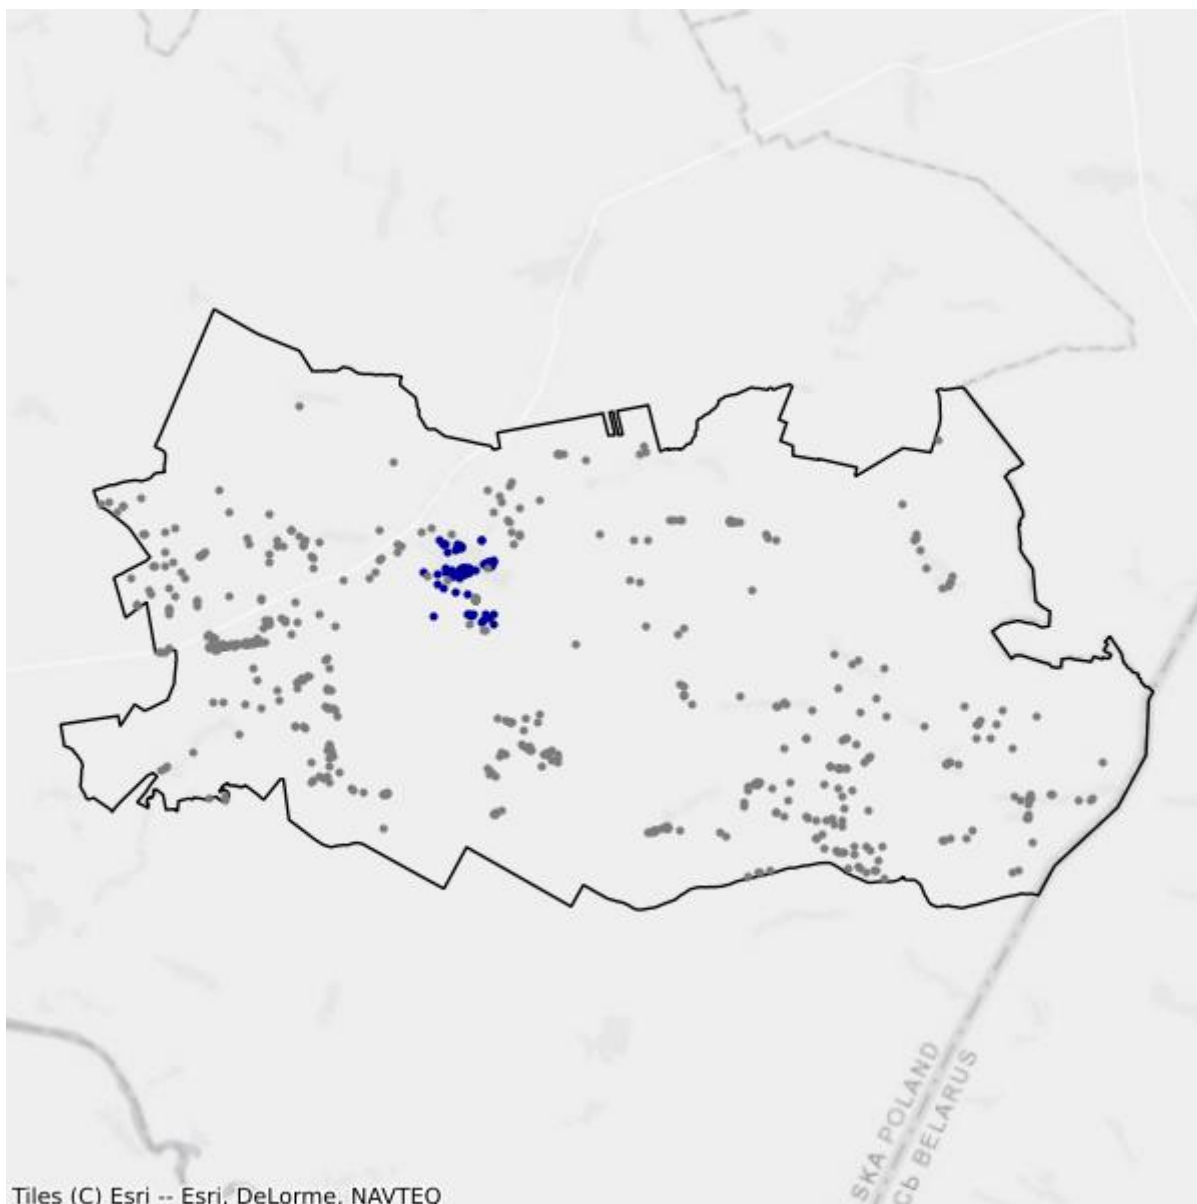 SKA POLAND
СЬ BELARUS
Tiles (C) Esri -- Esri, DeLorme, NAVTEQ